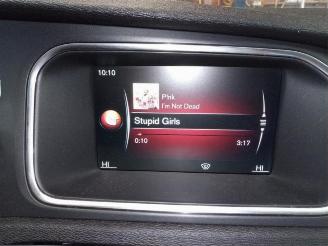 10:10
P!nk
I'm Not Dead
Stupid Girls
0:10 3:17
HI HI